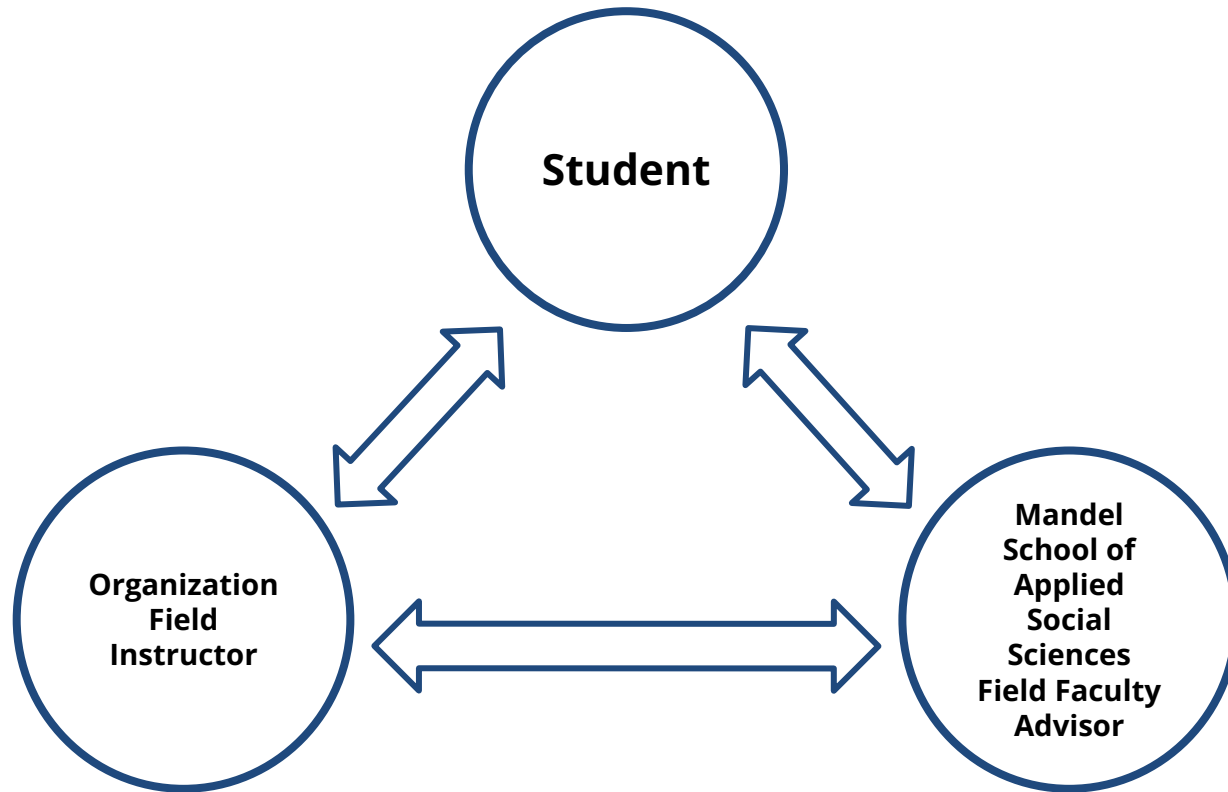 Student
Organization
Field
Instructor
Mandel
School of
Applied
Social
Sciences
Field Faculty
Advisor